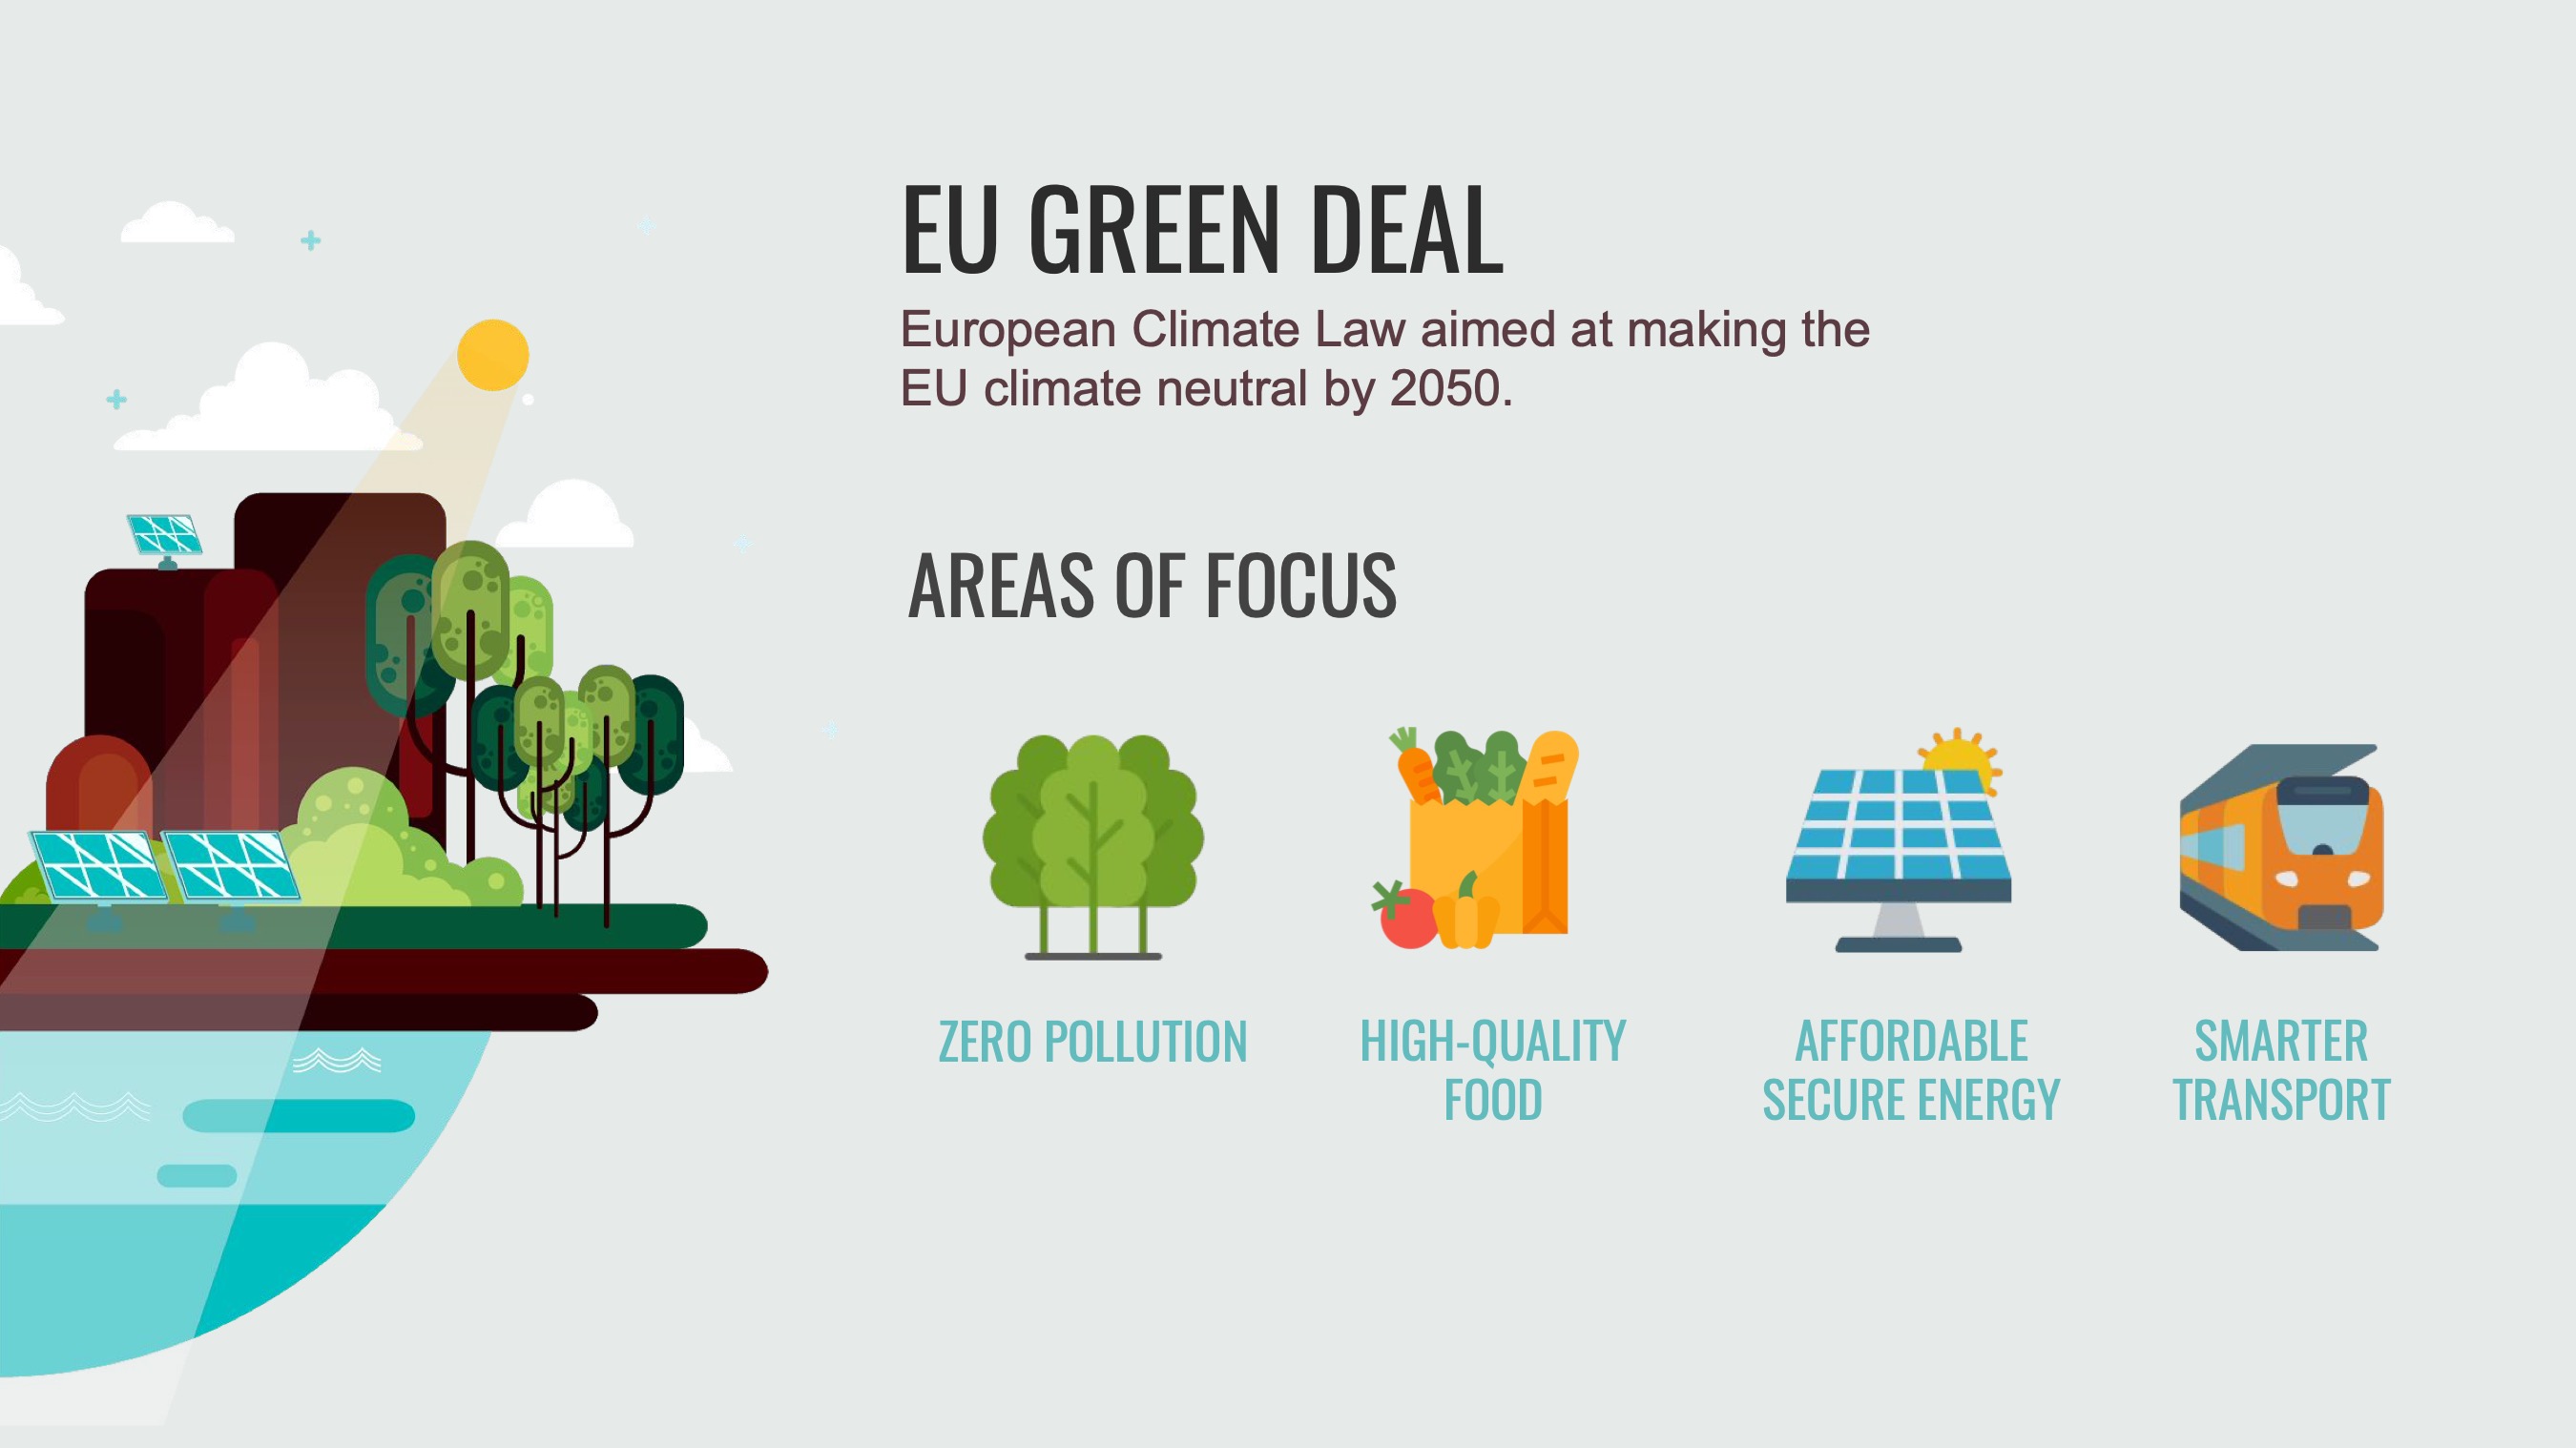 EU GREEN DEAL
European Climate Law aimed at making the
EU climate neutral by 2050.
AREAS OF FOCUS
ZERO POLLUTION
HIGH-QUALITY
FOOD
AFFORDABLE
SECURE ENERGY
SMARTER
TRANSPORT